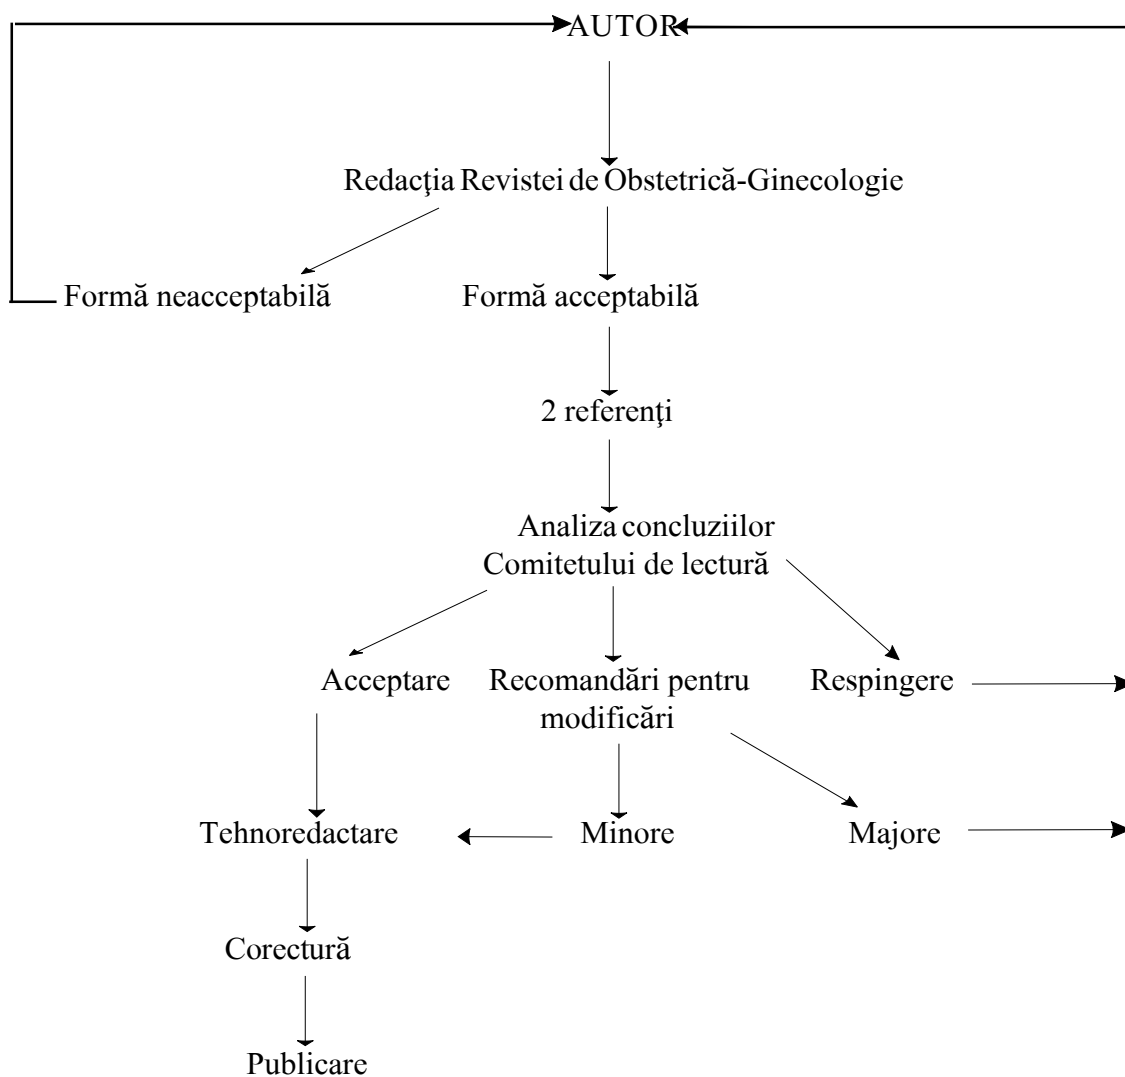 AUTOR
Redacţia Revistei de Obstetrică-Ginecologie
Formă neacceptabilă
Formă acceptabilă
2 referenţi
Analiza concluziilor
Comitetului de lectură
Acceptare
Recomandări pentru
modificări
Respingere
Tehnoredactare
Minore
Majore
Corectură
Publicare